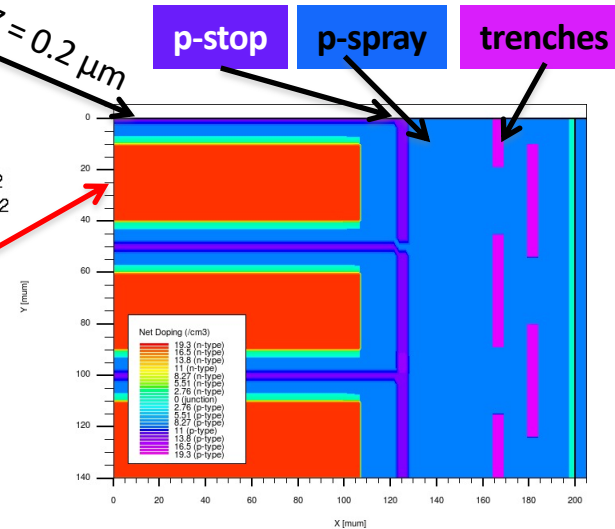 p-stop
p-spray
trenches
Z = 0.2 μm
2
2
0
20
40
60
80
100
120
140
Y [mum]
Net Doping (/cm3)
19.3 (n-type)
16.5 (n-type)
13.8 (n-type)
11 (n-type)
8.27 (n-type)
5.51 (n-type)
2.76 (n-type)
0 (junction)
2.76 (p-type)
5.51 (p-type)
8.27 (p-type)
11 (p-type)
13.8 (p-type)
16.5 (p-type)
19.3 (p-type)
0 20 40 60 80 100 120 140 160 180 200
X [mum]